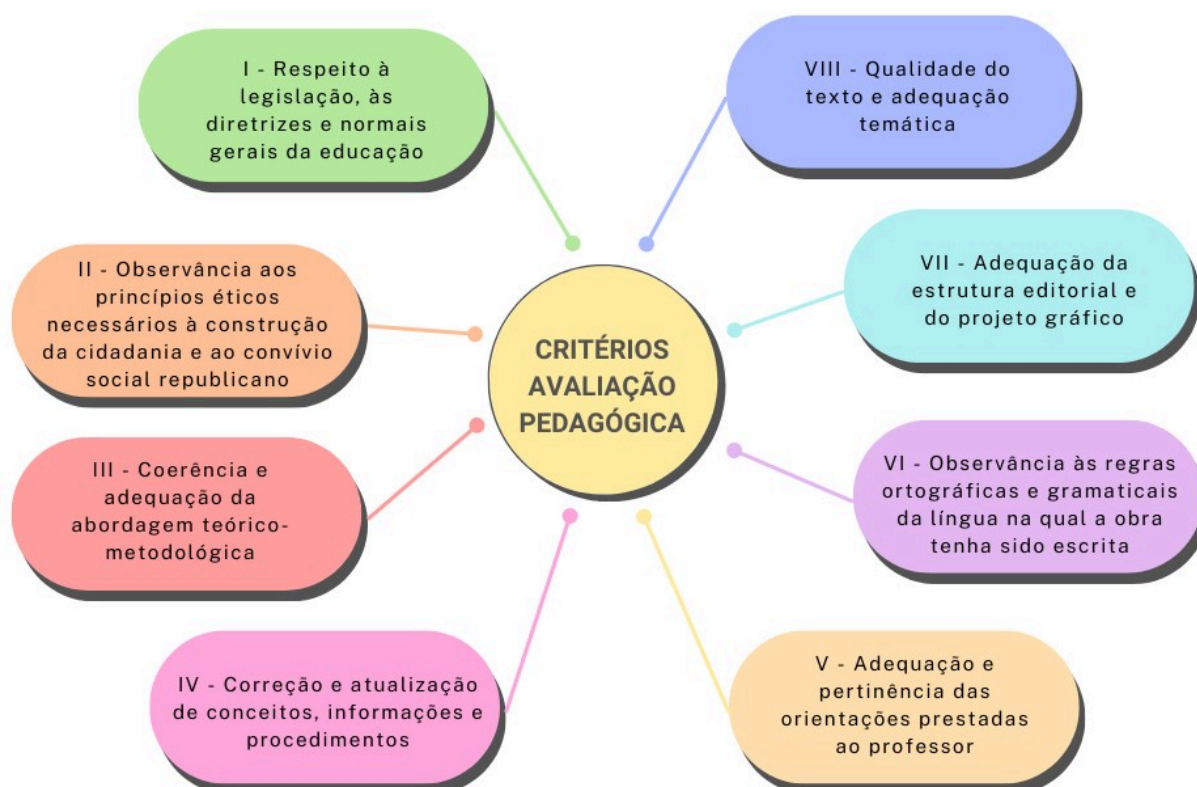 I - Respeito à
legislação, às
diretrizes e normais
gerais da educação
VIII - Qualidade do
texto e adequação
temática
II - Observância aos
princípios éticos
necessários à construção
da cidadania e ao convívio
social republicano
VII - Adequação da
estrutura editorial e
do projeto gráfico
CRITÉRIOS
AVALIAÇÃO
PEDAGÓGICA
III - Coerência e
adequação da
abordagem teórico-
metodológica
VI - Observância às regras
ortográficas e gramaticais
da língua na qual a obra
tenha sido escrita
IV - Correção e atualização
de conceitos, informações e
procedimentos
V - Adequação e
pertinência das
orientações prestadas
ao professor